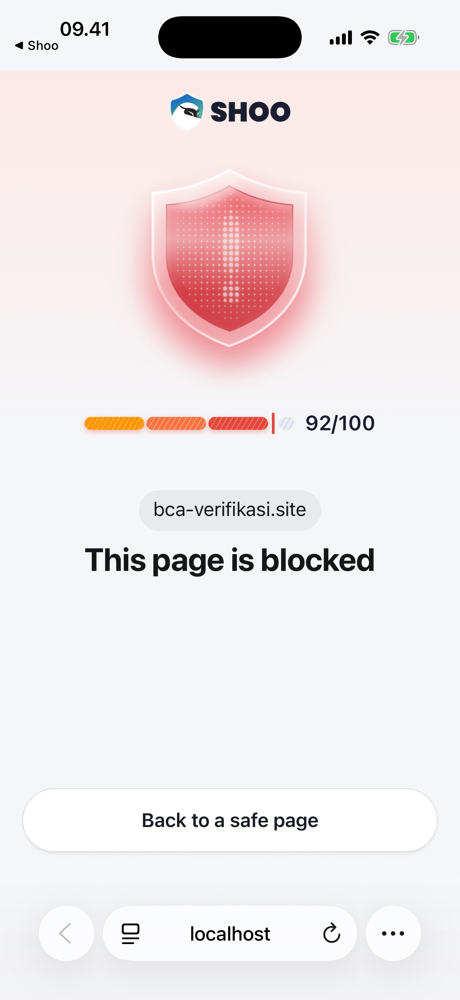 09.41
◀ Shoo
SHOO
92/100
bca-verifikasi.site
This page is blocked
Back to a safe page
localhost